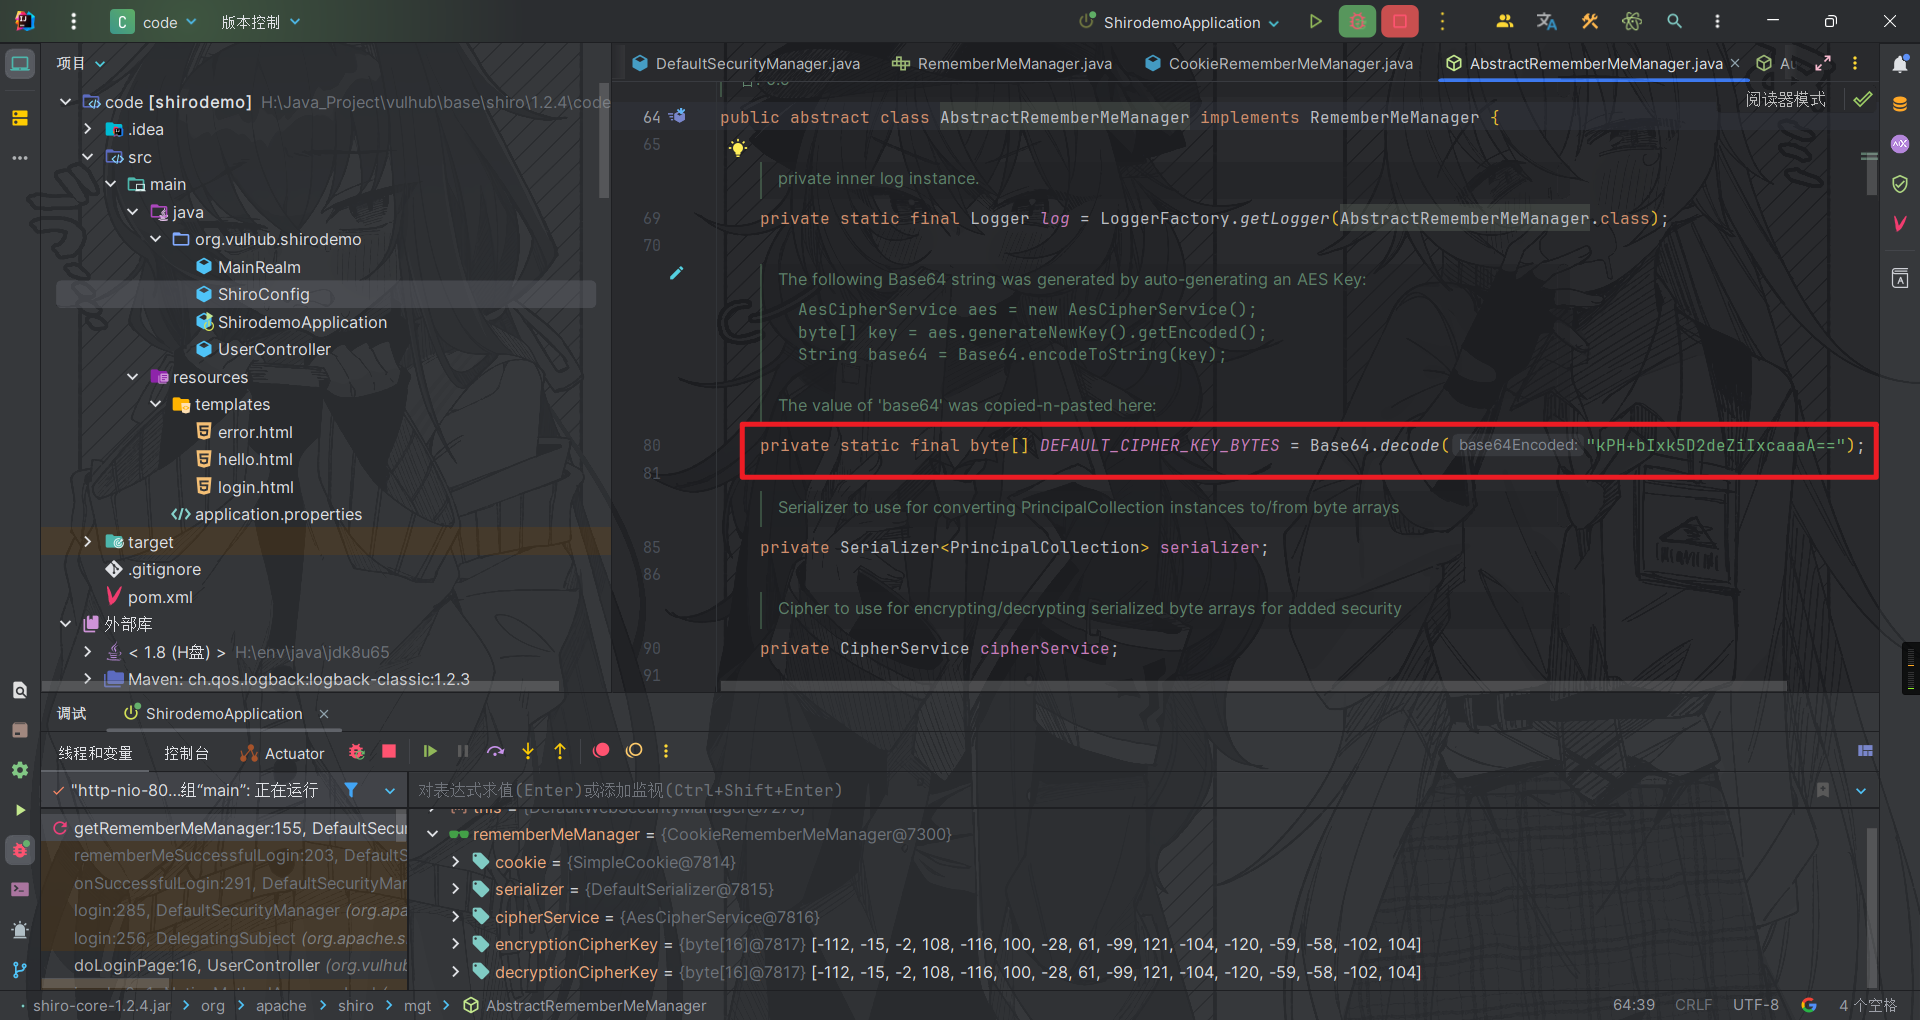 C code 版本控制 ShirodemoApplication
项目
DefaultSecurityManager.java RememberMeManager.java CookieRememberMeManager.java AbstractRememberMeManager.java
阅读器模式
code [shirodemo] H:\Java_Project\vulhub\base\shiro\1.2.4\code
.idea
src
main
java
org.vulhub.shirodemo
MainRealm
ShiroConfig
ShirodemoApplication
UserController
resources
templates
error.html
hello.html
login.html
application.properties
target
.gitignore
pom.xml
外部库
< 1.8 (H盘) > H:\env\java\jdk8u65
Maven: ch.qos.logback:logback-classic:1.2.3
64 public abstract class AbstractRememberMeManager implements RememberMeManager {
65
private inner log instance.
69 private static final Logger log = LoggerFactory.getLogger(AbstractRememberMeManager.class);
70
The following Base64 string was generated by auto-generating an AES Key:
AesCipherService aes = new AesCipherService();
byte[] key = aes.generateNewKey().getEncoded();
String base64 = Base64.encodeToString(key);
The value of 'base64' was copied-n-pasted here:
80 private static final byte[] DEFAULT_CIPHER_KEY_BYTES = Base64.decode( base64Encoded: "kPH+bIxk5D2deZiIxcaaaA==");
81
Serializer to use for converting PrincipalCollection instances to/from byte arrays
85 private Serializer<PrincipalCollection> serializer;
86
Cipher to use for encrypting/decrypting serialized byte arrays for added security
90 private CipherService cipherService;
91
调试 ShirodemoApplication
线程和变量 控制台 Actuator
"http-nio-80...组“main”: 正在运行
对表达式求值(Enter)或添加监视(Ctrl+Shift+Enter)
getRememberMeManager:155, DefaultSecur
rememberMeSuccessfulLogin:203, DefaultS
onSuccessfulLogin:291, DefaultSecurityMar
login:285, DefaultSecurityManager (org.apa
login:256, DelegatingSubject (org.apache.s
doLoginPage:16, UserController (org.vulhub
this = {DefaultWebSecurityManager@7270}
rememberMeManager = {CookieRememberMeManager@7300}
cookie = {SimpleCookie@7814}
serializer = {DefaultSerializer@7815}
cipherService = {AesCipherService@7816}
encryptionCipherKey = {byte[16]@7817} [-112, -15, -2, 108, -116, 100, -28, 61, -99, 121, -104, -120, -59, -58, -102, 104]
decryptionCipherKey = {byte[16]@7817} [-112, -15, -2, 108, -116, 100, -28, 61, -99, 121, -104, -120, -59, -58, -102, 104]
shiro-core-1.2.4.jar org apache shiro mgt AbstractRememberMeManager
64:39 CRLF UTF-8 4 个空格